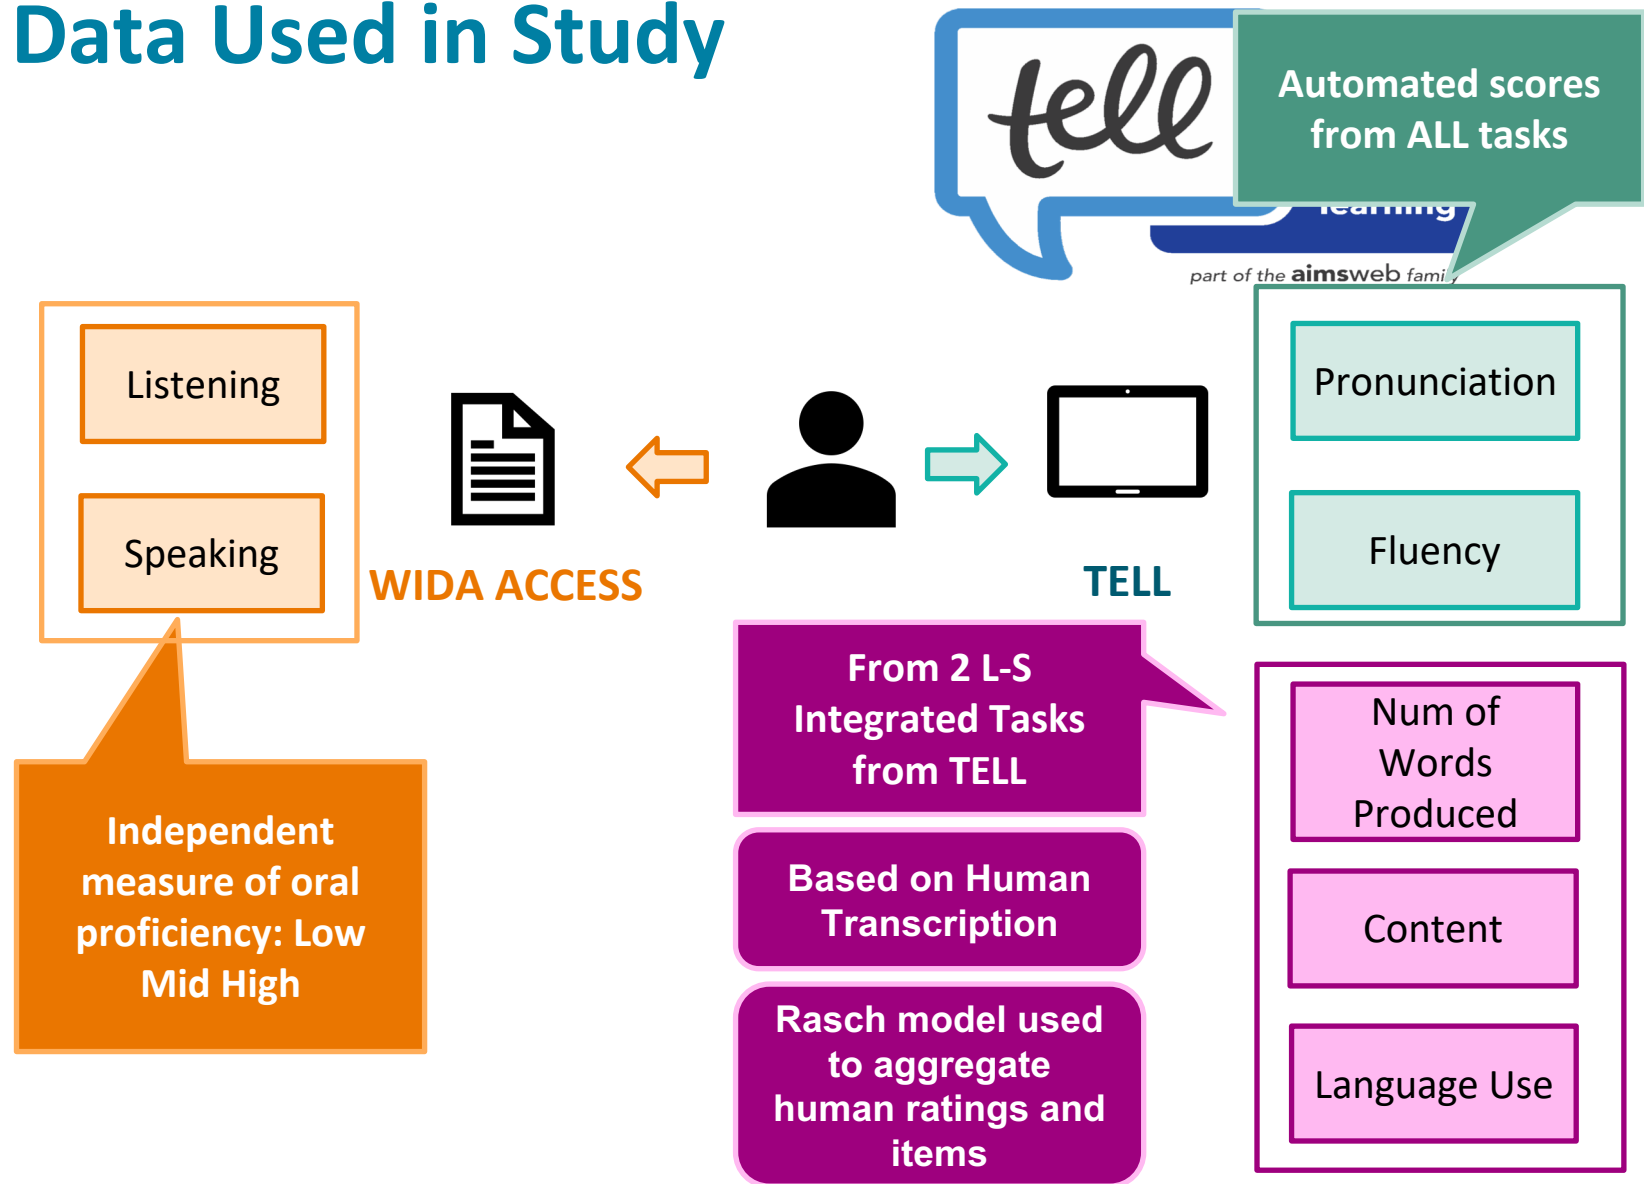 Data Used in Study
tell
Automated scores
from ALL tasks
learning
part of the aimsweb family
Listening
Speaking
WIDA ACCESS
TELL
Pronunciation
Fluency
Independent
measure of oral
proficiency: Low
Mid High
From 2 L-S
Integrated Tasks
from TELL
Based on Human
Transcription
Rasch model used
to aggregate
human ratings and
items
Num of
Words
Produced
Content
Language Use